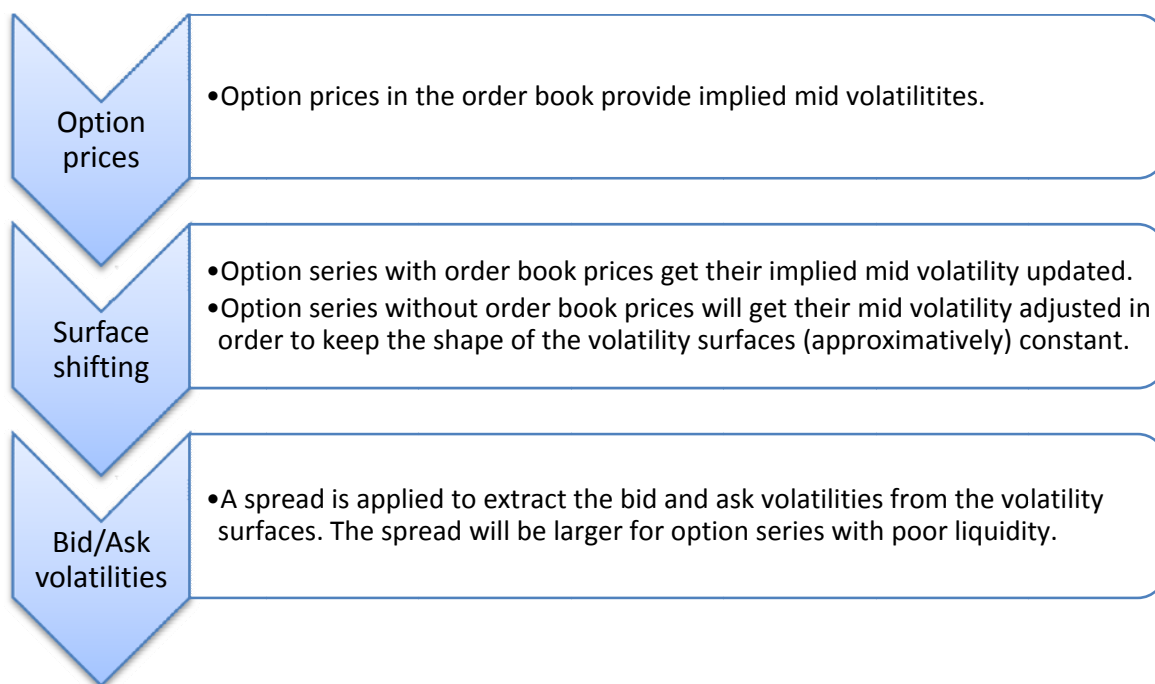 Option
prices
•Option prices in the order book provide implied mid volatilitites.
Surface
shifting
•Option series with order book prices get their implied mid volatility updated.
•Option series without order book prices will get their mid volatility adjusted in
order to keep the shape of the volatility surfaces (approximatively) constant.
Bid/Ask
volatilities
•A spread is applied to extract the bid and ask volatilities from the volatility
surfaces. The spread will be larger for option series with poor liquidity.